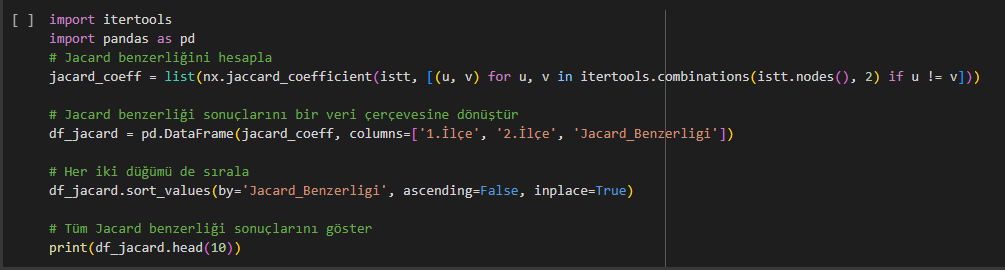 [ ] import itertools
import pandas as pd
# Jacard benzerliğini hesapla
jacard_coeff = list(nx.jaccard_coefficient(istt, [(u, v) for u, v in itertools.combinations(istt.nodes(), 2) if u != v]))
# Jacard benzerliği sonuçlarını bir veri çerçevesine dönüştür
df_jacard = pd.DataFrame(jacard_coeff, columns=['1.İlçe', '2.İlçe', 'Jacard_Benzerligi'])
# Her iki düğümü de sırala
df_jacard.sort_values(by='Jacard_Benzerligi', ascending=False, inplace=True)
# Tüm Jacard benzerliği sonuçlarını göster
print(df_jacard.head(10))